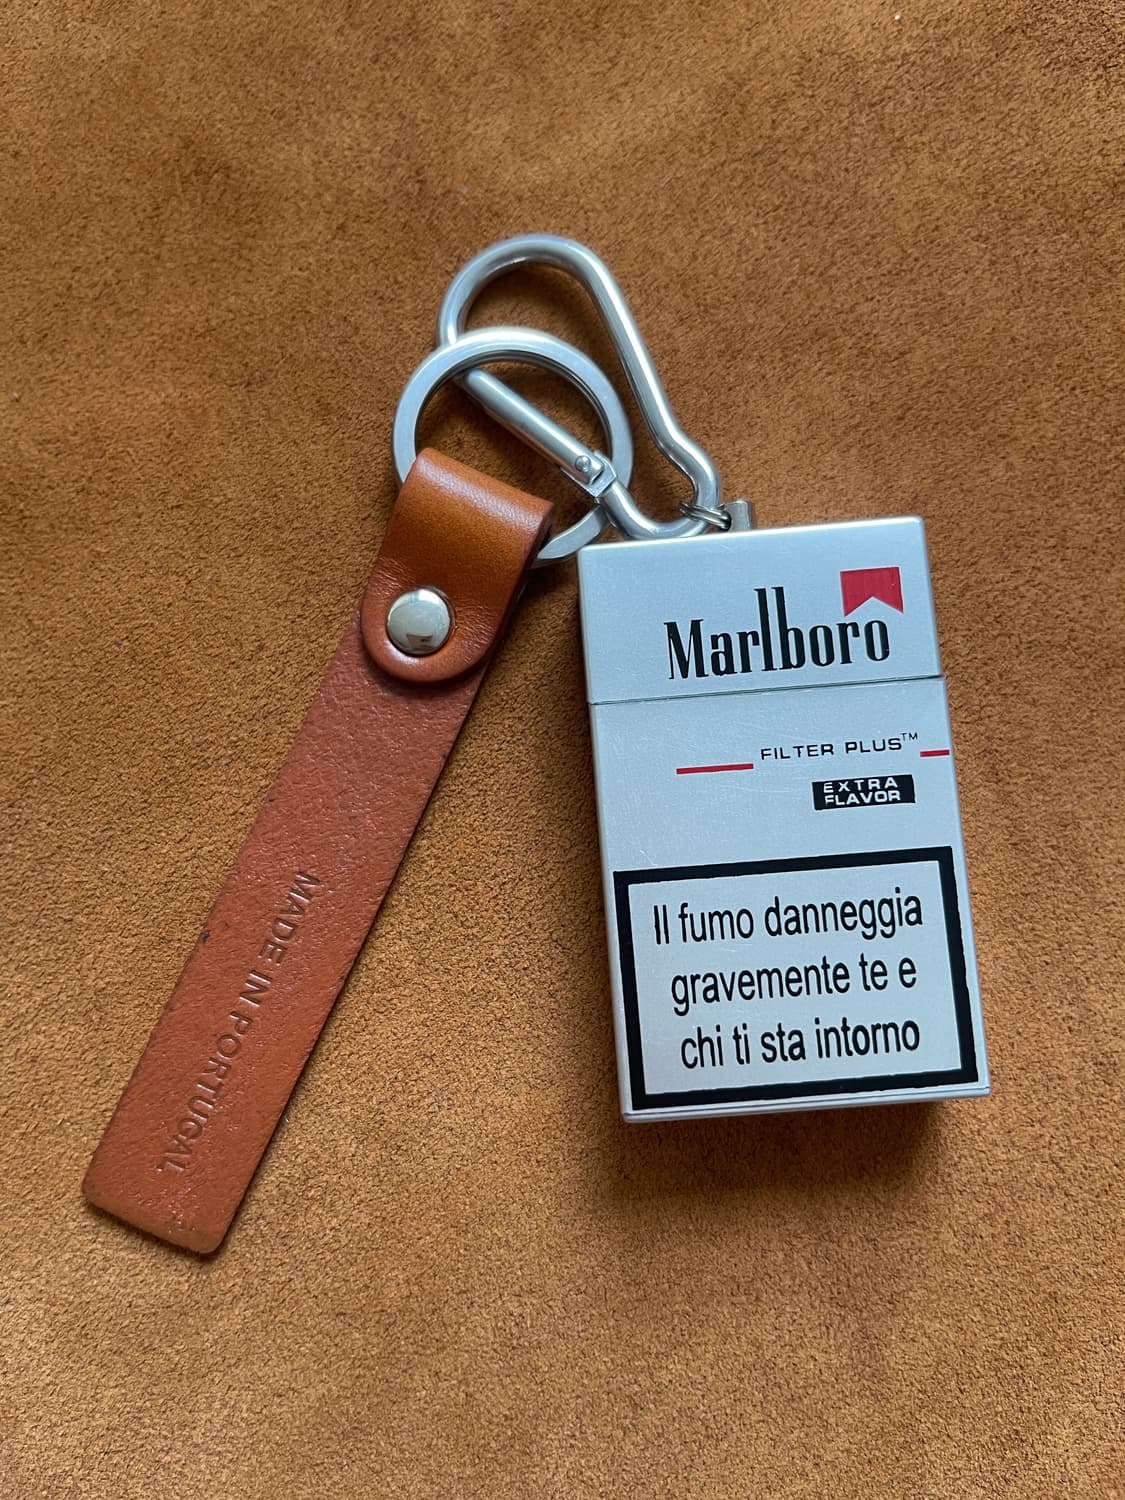 Marlboro
FILTER PLUS™
EXTRA
FLAVOR
Il fumo danneggia
gravemente te e
chi ti sta intorno
MADE IN PORTUGAL